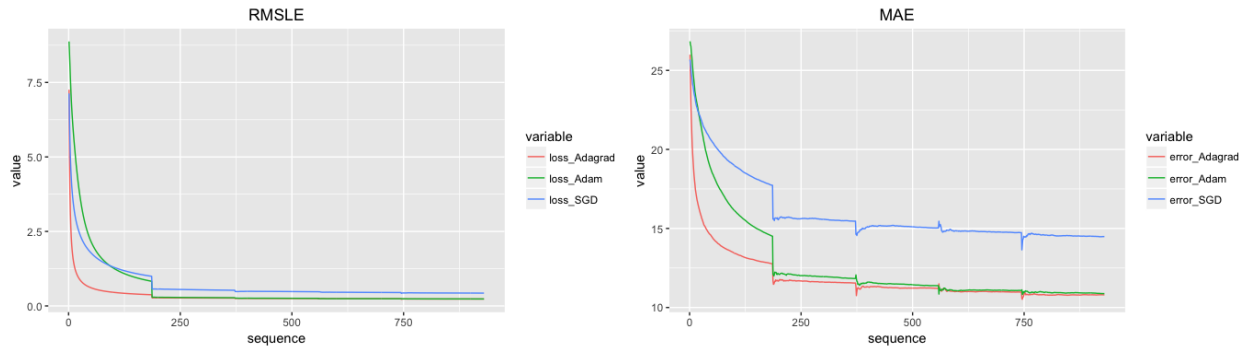 RMSLE
7.5
5.0
2.5
0.0
value
0
250
500
750
sequence
variable
loss_Adagrad
loss_Adam
loss_SGD
MAE
25
20
15
10
value
0
250
500
750
sequence
variable
error_Adagrad
error_Adam
error_SGD